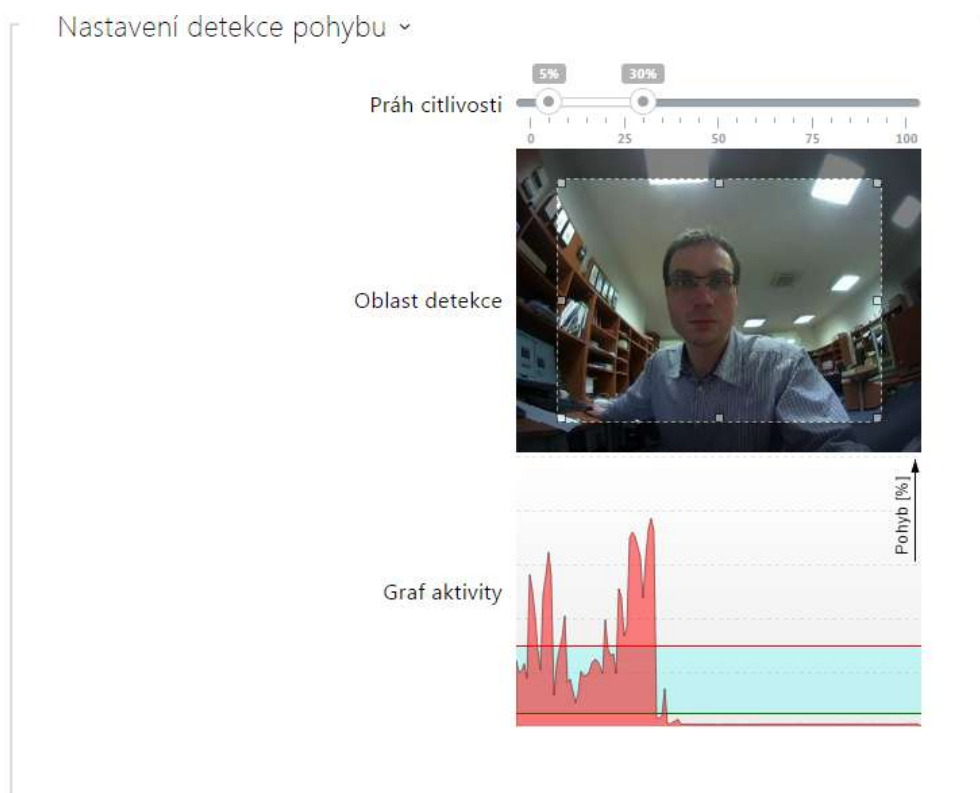 Nastavení detekce pohybu
5% 30%
Práh citlivosti
0 25 50 75 100
Oblast detekce
Pohyb [%]
Graf aktivity